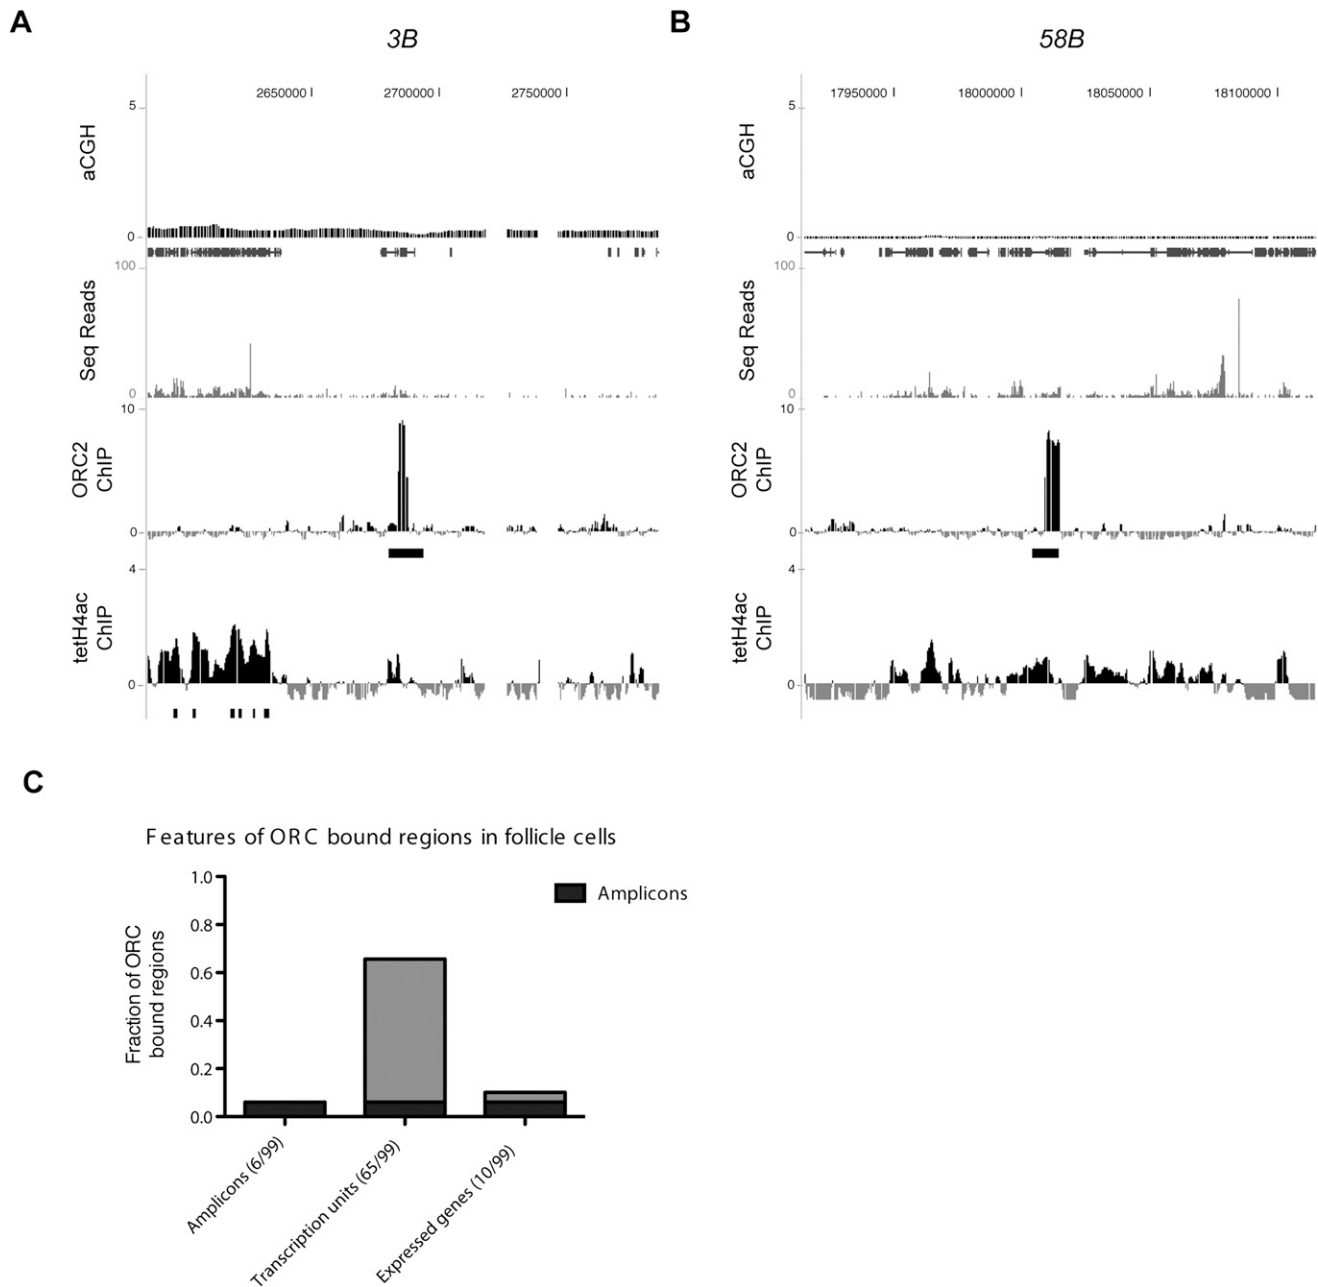 A
3B
2650000
2700000
2750000
5
aCGH
0
100
Seq Reads
0
10
ORC2
ChIP
0
4
tetH4ac
ChIP
0
B
58B
17950000
18000000
18050000
18100000
5
aCGH
0
100
Seq Reads
0
10
ORC2
ChIP
0
4
tetH4ac
ChIP
0
C
Features of ORC bound regions in follicle cells
Amplicons
Fraction of ORC
bound regions
1.0
0.8
0.6
0.4
0.2
0.0
Amplicons (6/99)
Transcription units (65/99)
Expressed genes (10/99)